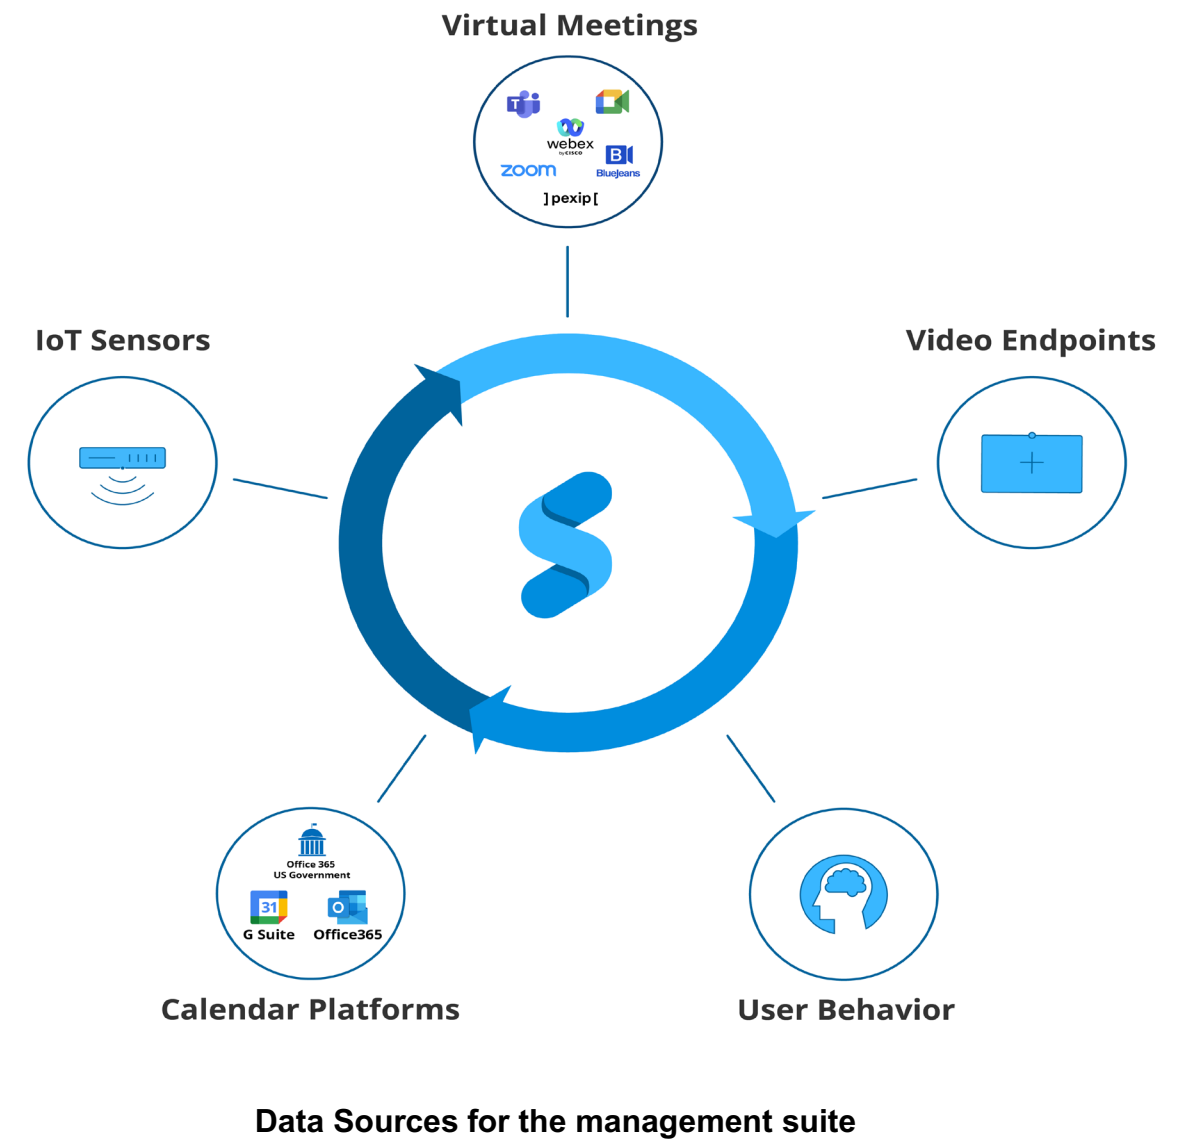 Virtual Meetings
T
webex
by CISCO
B
zoom
BlueJeans
]pexip[
IoT Sensors
Video Endpoints
Office 365
US Government
31
G Suite
Office365
Calendar Platforms
User Behavior
Data Sources for the management suite